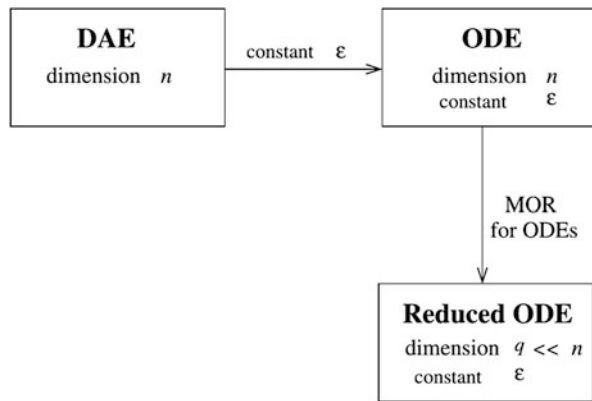 DAE
dimension n
constant ε
ODE
dimension n
constant ε
MOR
for ODEs
Reduced ODE
dimension q << n
constant ε